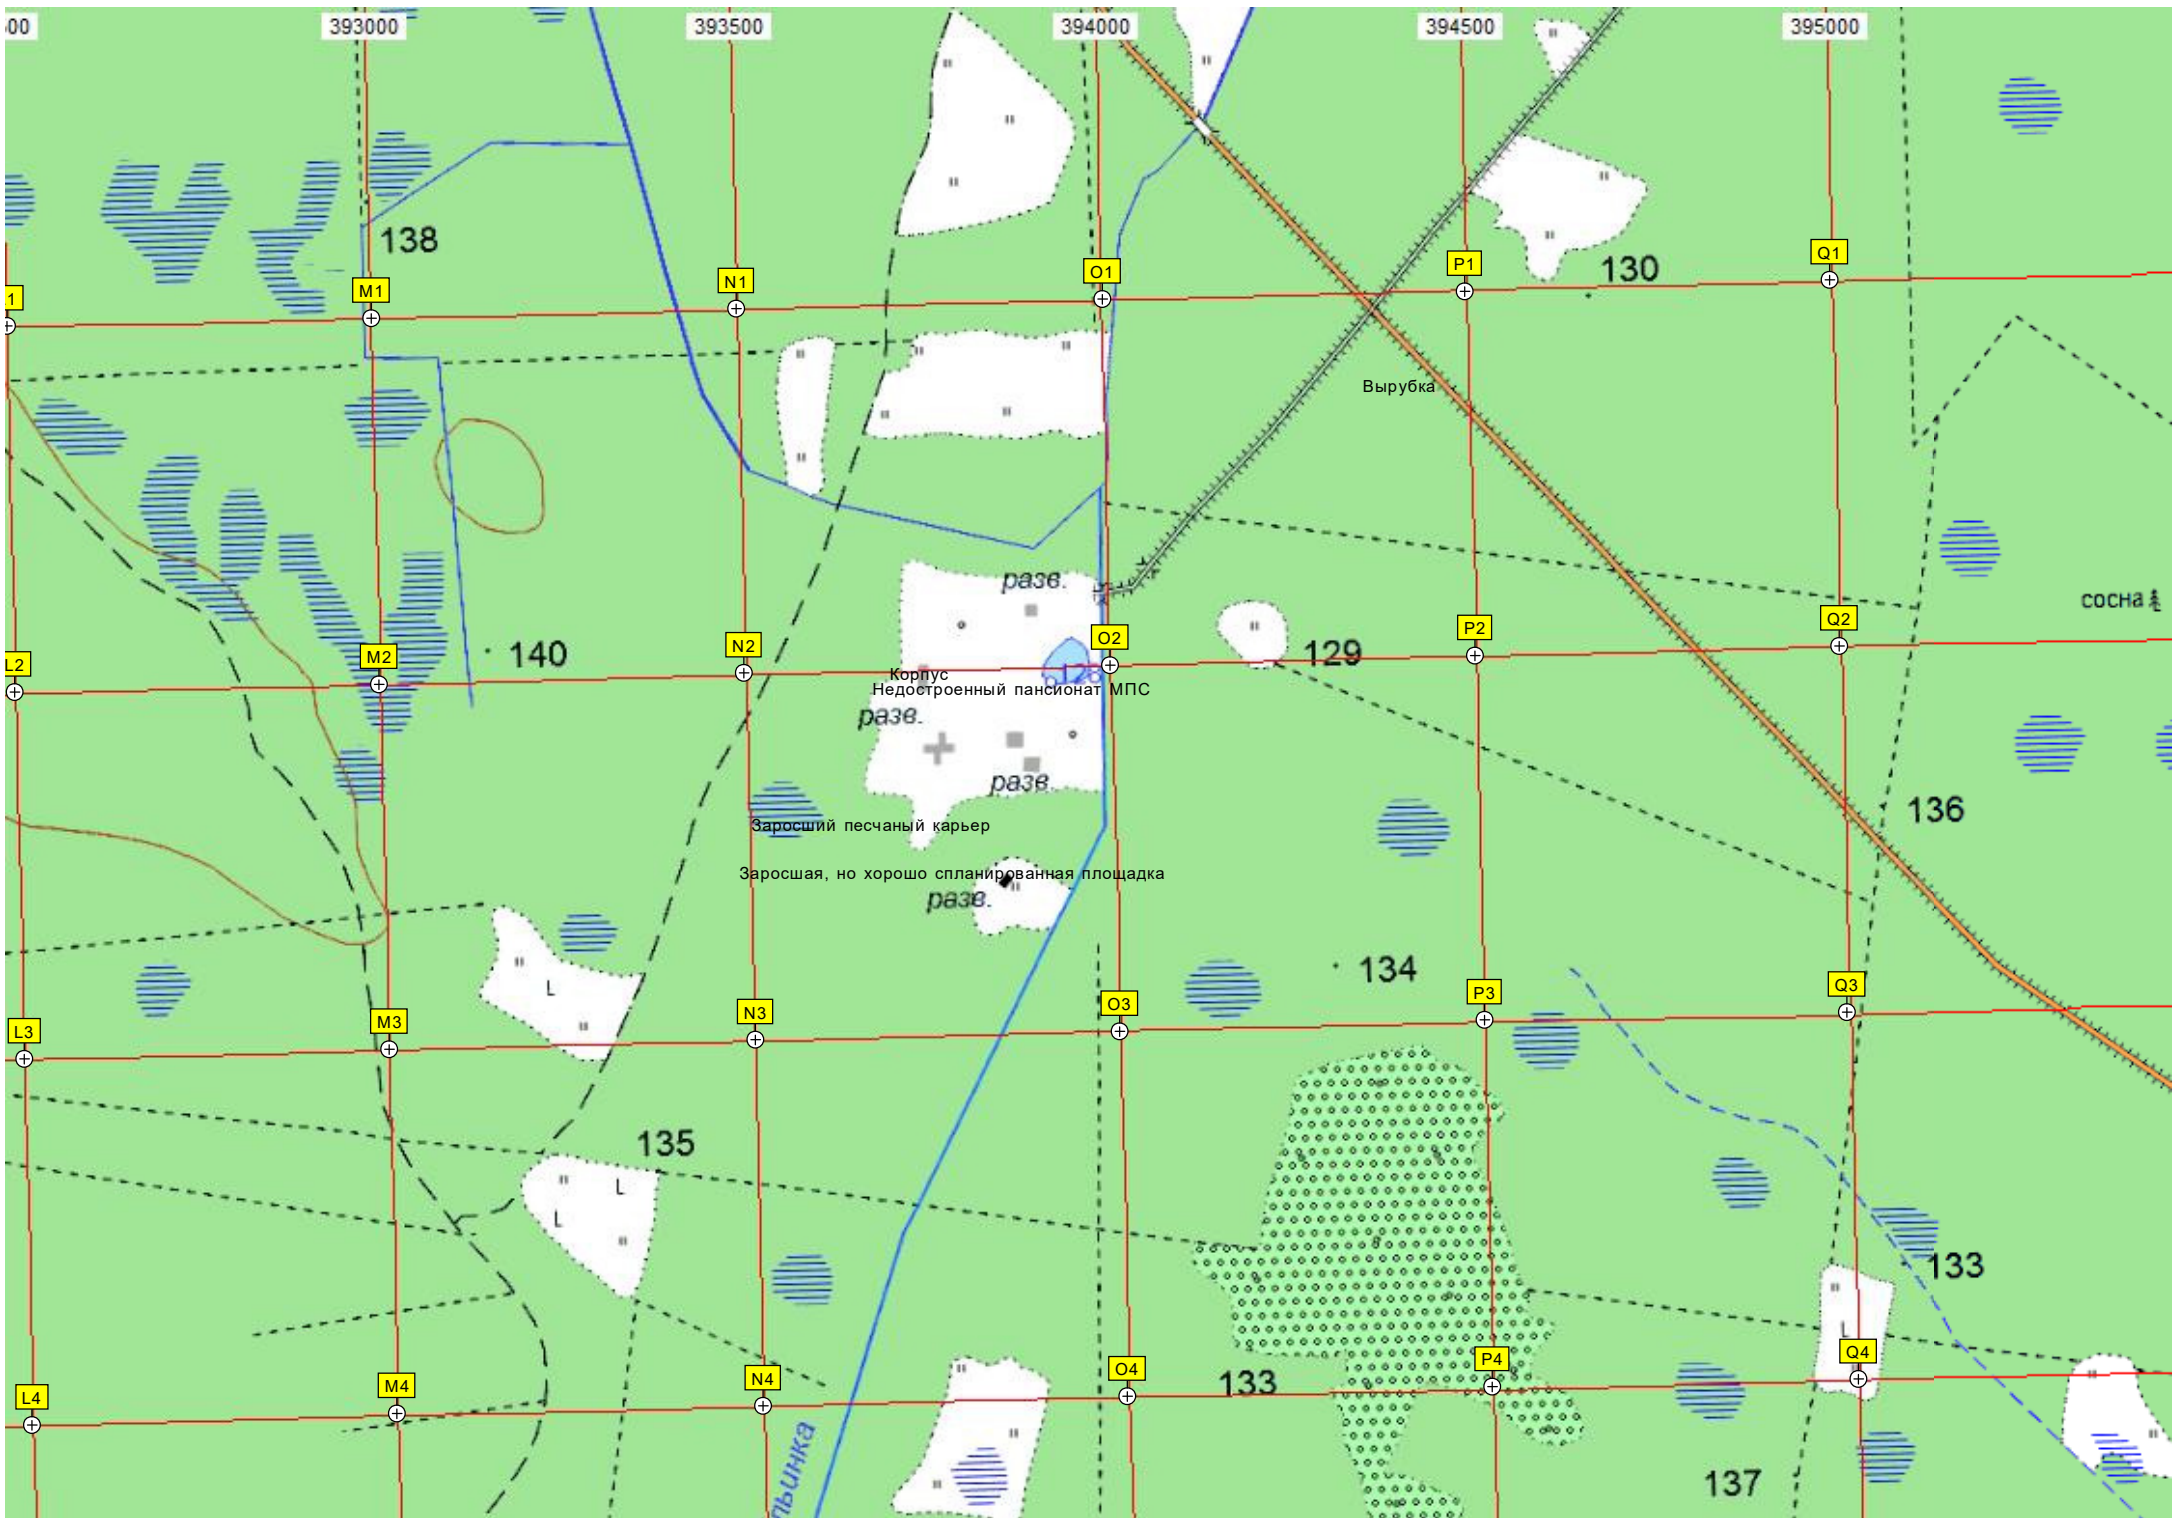 393000
393500
394000
394500
395000
138
130
M1
N1
O1
P1
Q1
Вырубка
разв.
сосна
140
129
L2
M2
N2
O2
P2
Q2
Корпус
Недостроенный пансионат МПС
разв.
разв
136
Заросший песчаный карьер
Заросшая, но хорошо спланированная площадка
разв.
134
L3
M3
N3
O3
P3
Q3
135
L
L
L
133
L
L4
M4
N4
O4
P4
Q4
133
137